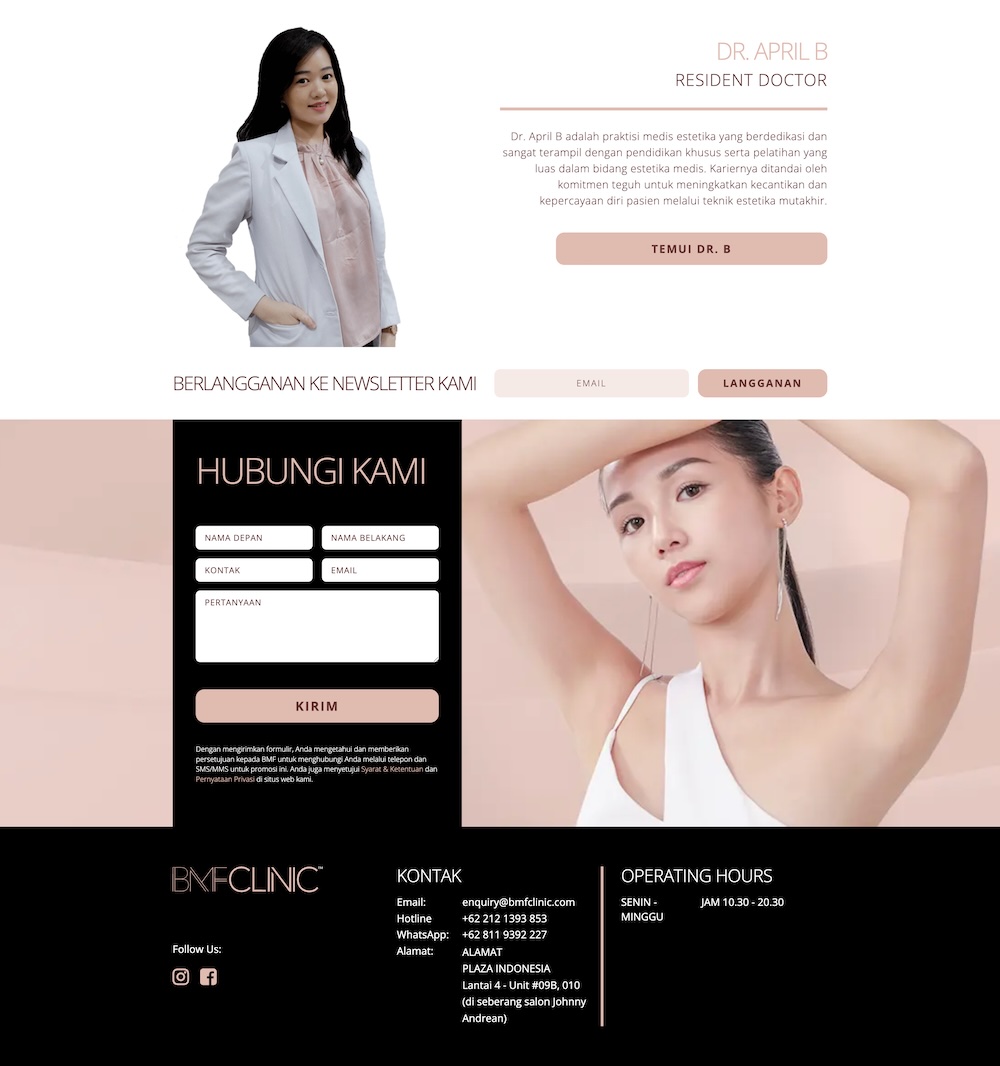 DR. APRIL B
RESIDENT DOCTOR
Dr. April B adalah praktisi medis estetika yang berdedikasi dan
sangat terampil dengan pendidikan khusus serta pelatihan yang
luas dalam bidang estetika medis. Kariernya ditandai oleh
komitmen teguh untuk meningkatkan kecantikan dan
kepercayaan diri pasien melalui teknik estetika mutakhir.
TEMUI DR. B
BERLANGGANAN KE NEWSLETTER KAMI
EMAIL
LANGGANAN
HUBUNGI KAMI
NAMA DEPAN
NAMA BELAKANG
KONTAK
EMAIL
PERTANYAAN
KIRIM
Dengan mengirimkan formulir, Anda mengetahui dan memberikan
persetujuan kepada BMF untuk menghubungi Anda melalui telepon dan
SMS/MMS untuk promosi ini. Anda juga menyetujui Syarat & Ketentuan dan
Pernyataan Privasi di situs web kami.
BMFCLINIC™
Follow Us:
KONTAK
Email: enquiry@bmfclinic.com
Hotline +62 212 1393 853
WhatsApp: +62 811 9392 227
Alamat: ALAMAT
PLAZA INDONESIA
Lantai 4 - Unit #09B, 010
(di seberang salon Johnny
Andrean)
OPERATING HOURS
SENIN - JAM 10.30 - 20.30
MINGGU